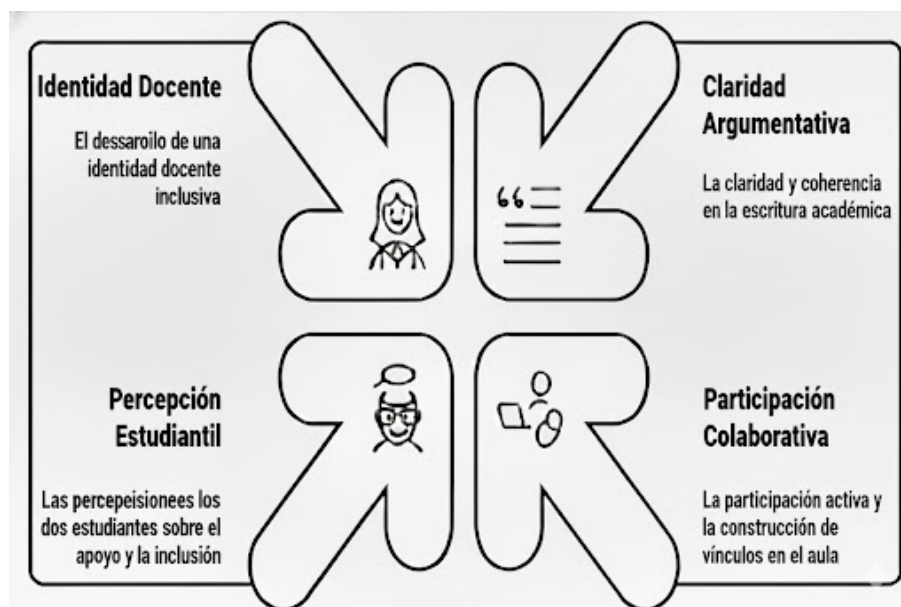 Identidad Docente
El dessaroilo de una
identidad docente
inclusiva
Claridad
Argumentativa
La claridad y coherencia
en la escritura académica
Percepción
Estudiantil
Las percepeisionees los
dos estudiantes sobre el
apoyo y la inclusión
Participación
Colaborativa
La participación activa y
la construcción de
vínculos en el aula